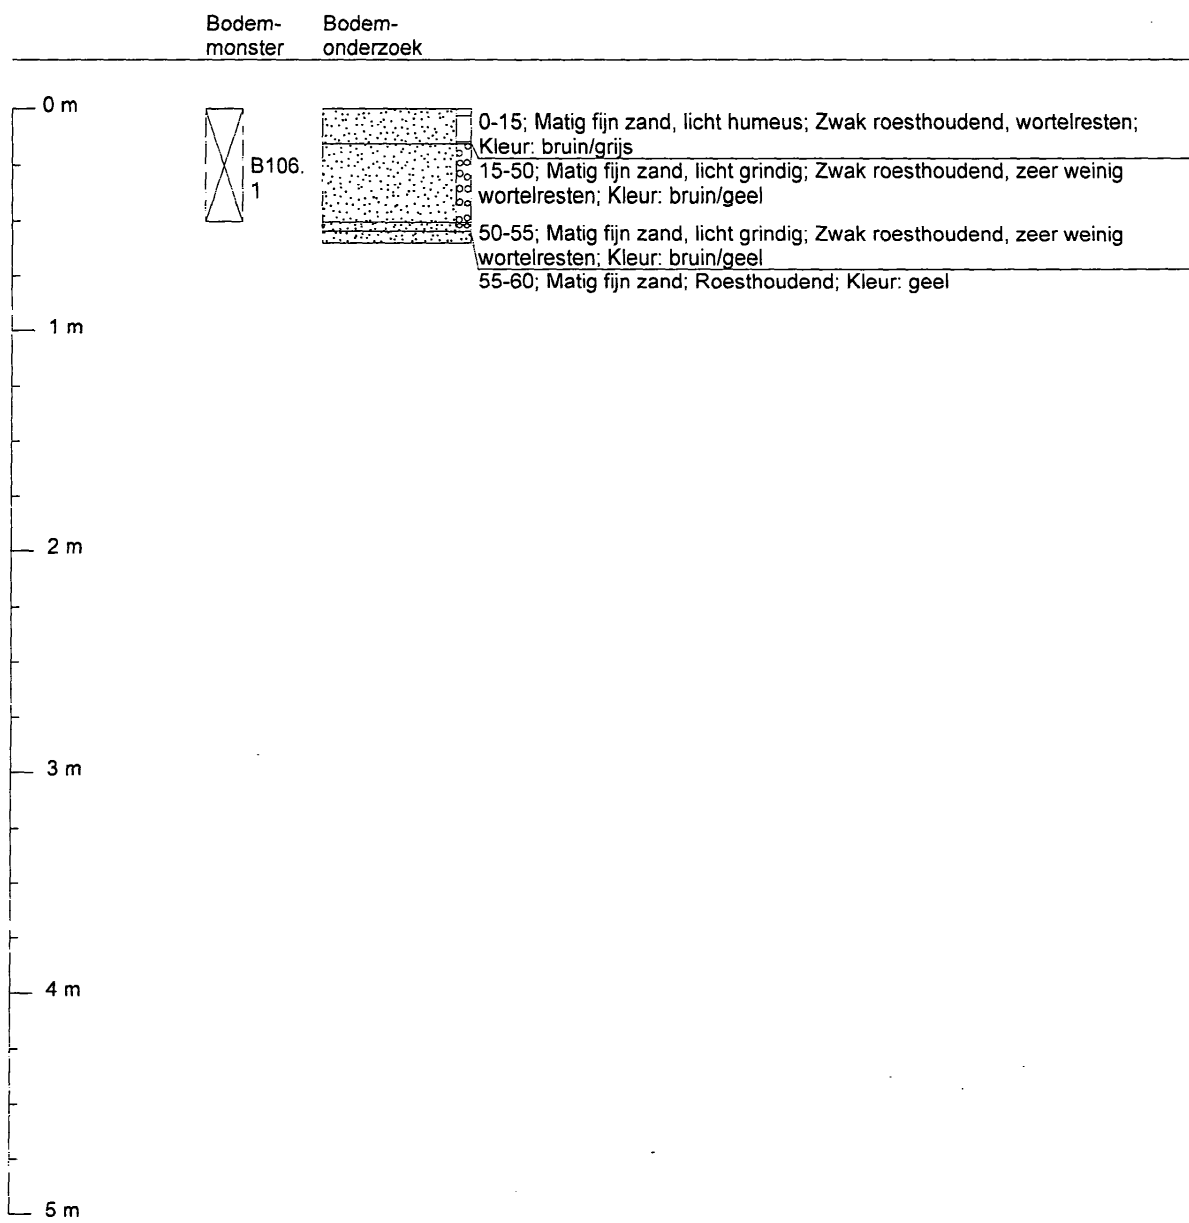 Bodem-
monster
Bodem-
onderzoek
0 m
B106.
1
0-15; Matig fijn zand, licht humeus; Zwak roesthoudend, wortelresten;
Kleur: bruin/grijs
15-50; Matig fijn zand, licht grindig; Zwak roesthoudend, zeer weinig
wortelresten; Kleur: bruin/geel
50-55; Matig fijn zand, licht grindig; Zwak roesthoudend, zeer weinig
wortelresten; Kleur: bruin/geel
55-60; Matig fijn zand; Roesthoudend; Kleur: geel
1 m
2 m
3 m
4 m
5 m